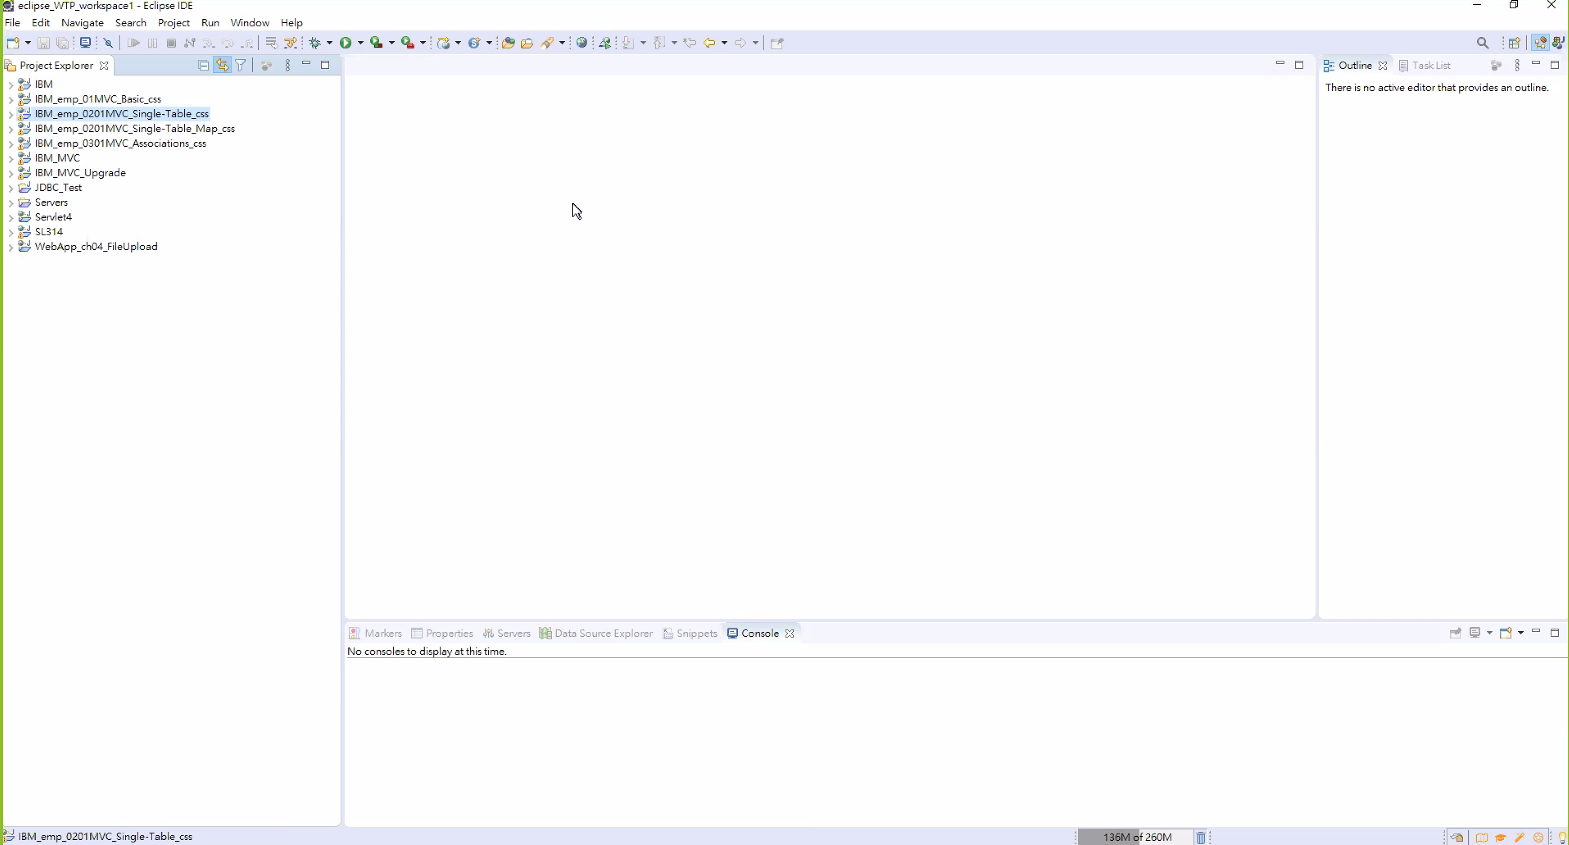 eclipse_WTP_workspace1 - Eclipse IDE
File Edit Navigate Search Project Run Window Help
Project Explorer
IBM
IBM_emp_01MVC_Basic_css
IBM_emp_0201MVC_Single-Table_css
IBM_emp_0201MVC_Single-Table_Map_css
IBM_emp_0301MVC_Associations_css
IBM_MVC
IBM_MVC_Upgrade
JDBC_Test
Servers
Servlet4
SL314
WebApp_ch04_FileUpload
Outline Task List
There is no active editor that provides an outline.
Markers Properties Servers Data Source Explorer Snippets Console
No consoles to display at this time.
IBM_emp_0201MVC_Single-Table_css
136M of 260M